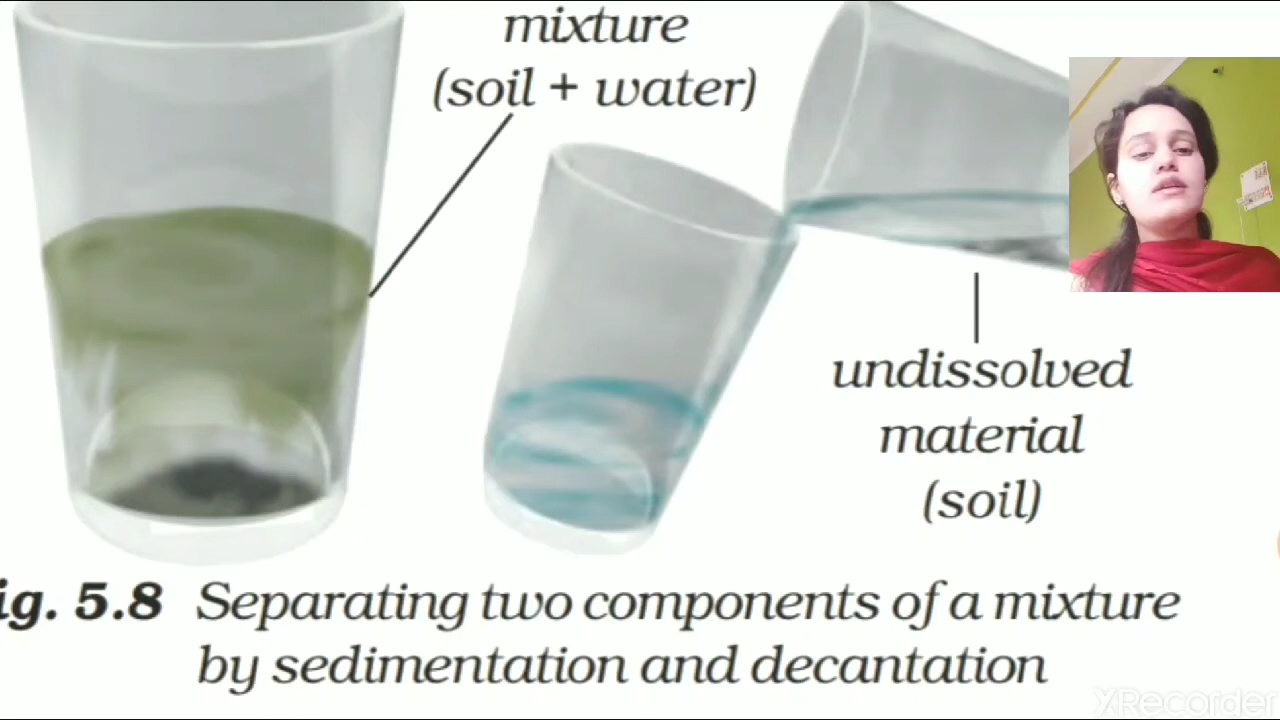 mixture
(soil + water)
undissolved
material
(soil)
ig. 5.8 Separating two components of a mixture
by sedimentation and decantation
XRecorder